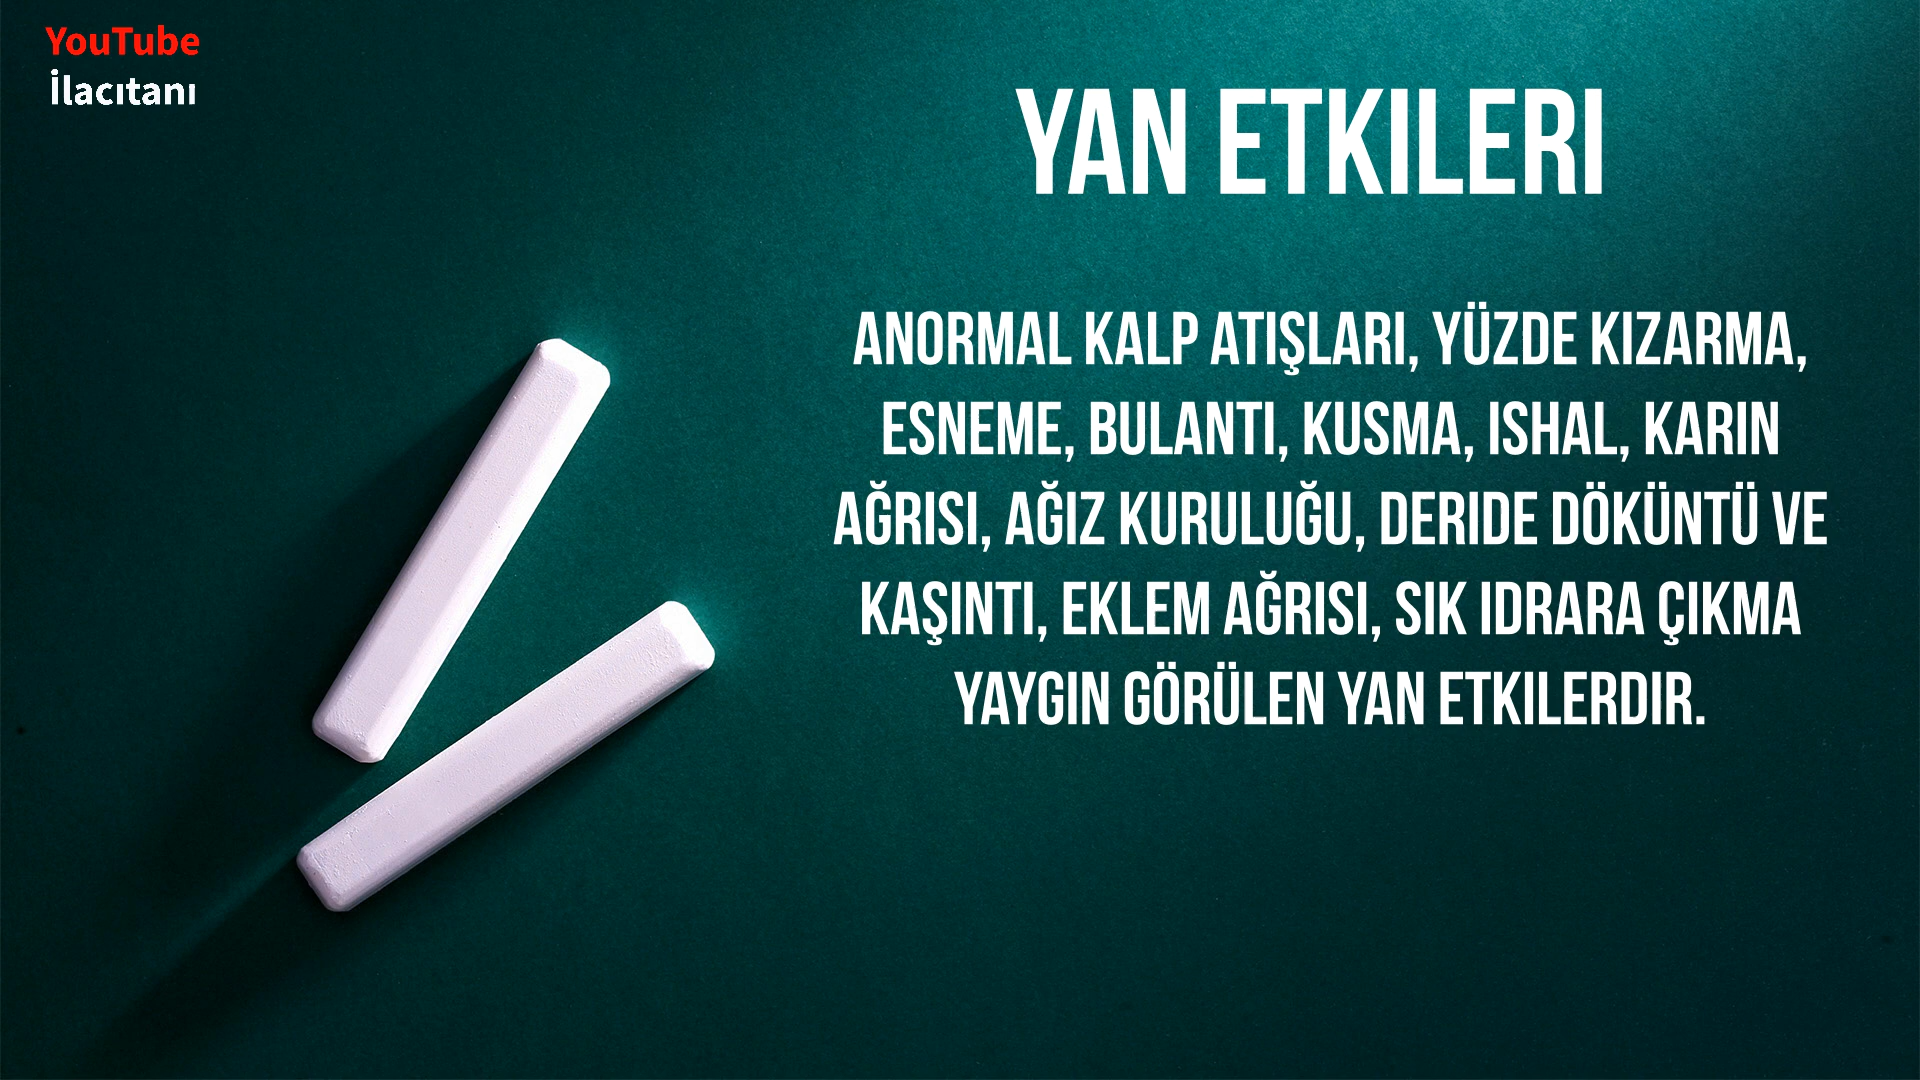 YouTube
İlacıtanı
YAN ETKILERI
ANORMAL KALP ATIŞLARI, YÜZDE KIZARMA,
ESNEME, BULANTI, KUSMA, ISHAL, KARIN
AĞRISI, AĞIZ KURULUĞU, DERIDE DÖKÜNTÜ VE
KAŞINTI, EKLEM AĞRISI, SIK IDRARA ÇIKMA
YAYGIN GÖRÜLEN YAN ETKILERDIR.